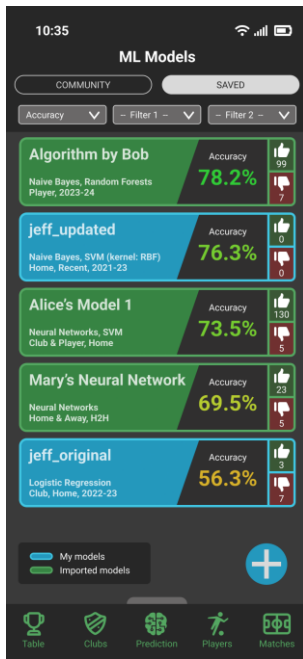 10:35
ML Models
COMMUNITY
SAVED
Accuracy
– Filter 1 –
– Filter 2 –
Algorithm by Bob
Naive Bayes, Random Forests
Player, 2023-24
Accuracy
78.2%
99
7
jeff_updated
Naive Bayes, SVM (kernel: RBF)
Home, Recent, 2021-23
Accuracy
76.3%
0
0
Alice's Model 1
Neural Networks, SVM
Club & Player, Home
Accuracy
73.5%
130
5
Mary's Neural Network
Neural Networks
Home & Away, H2H
Accuracy
69.5%
23
5
jeff_original
Logistic Regression
Club, Home, 2022-23
Accuracy
56.3%
3
7
My models
Imported models
Table
Clubs
Prediction
Players
Matches